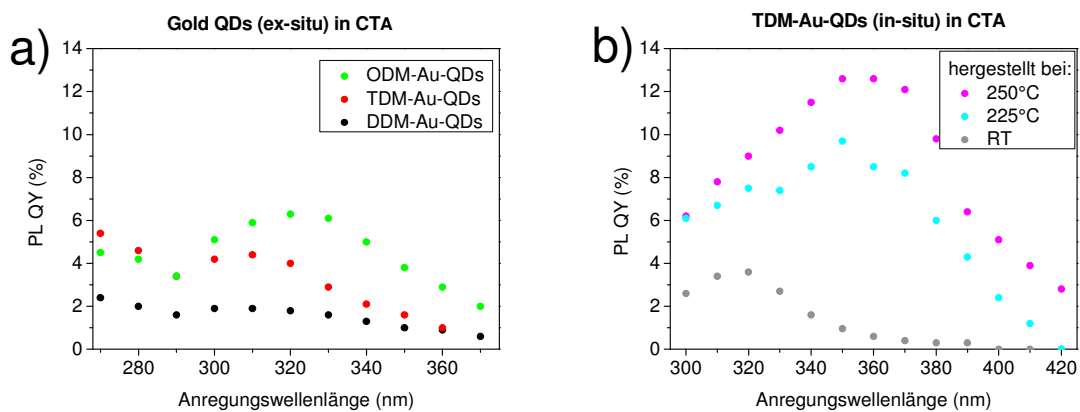 a)
Gold QDs (ex-situ) in CTA
ODM-Au-QDs
TDM-Au-QDs
DDM-Au-QDs
PL QY (%)
14
12
10
8
6
4
2
0
280
300
320
340
360
Anregungswellenlänge (nm)
b)
TDM-Au-QDs (in-situ) in CTA
hergestellt bei:
250°C
225°C
RT
PL QY (%)
14
12
10
8
6
4
2
0
300
320
340
360
380
400
420
Anregungswellenlänge (nm)